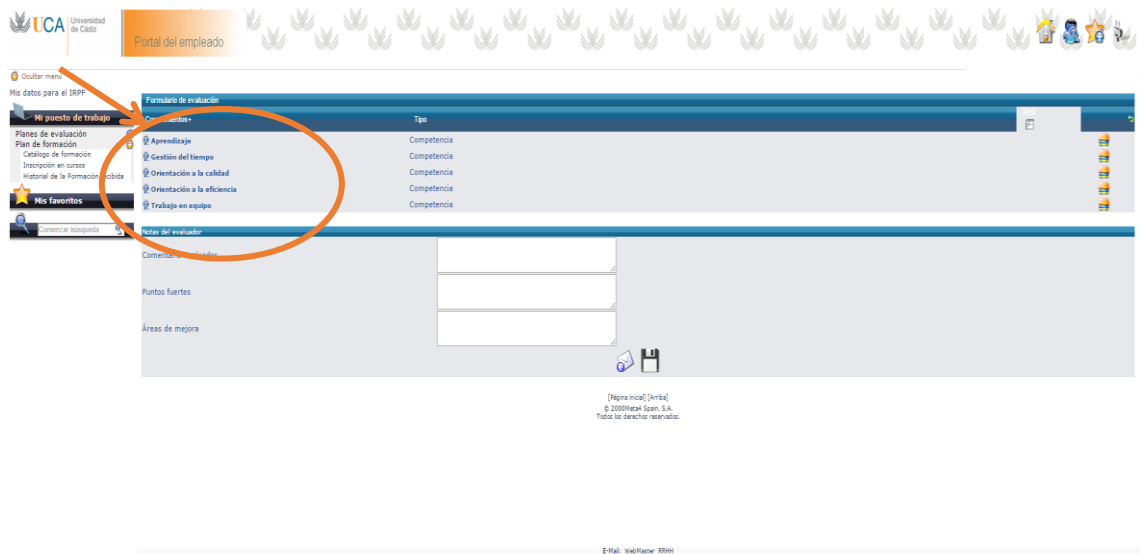 UCA Universidad de Cádiz
Portal del empleado
Ocultar menú
Mis datos para el IRPF
Mi puesto de trabajo
Planes de evaluación
Plan de formación
Catálogo de formación
Inscripción en cursos
Historial de la Formación
Mis favoritos
Comenzar búsqueda
Formulario de evaluación
Tipo
Aprendizaje Competencia
Gestión del tiempo Competencia
Orientación a la calidad Competencia
Orientación a la eficiencia Competencia
Trabajo en equipo Competencia
Notas del evaluador
Puntos fuertes
Áreas de mejora
[Página inicial] [Arriba]
© 2000Meta4 Spain, S.A.
Todos los derechos reservados.
E-Mail: WebMaster RRHH